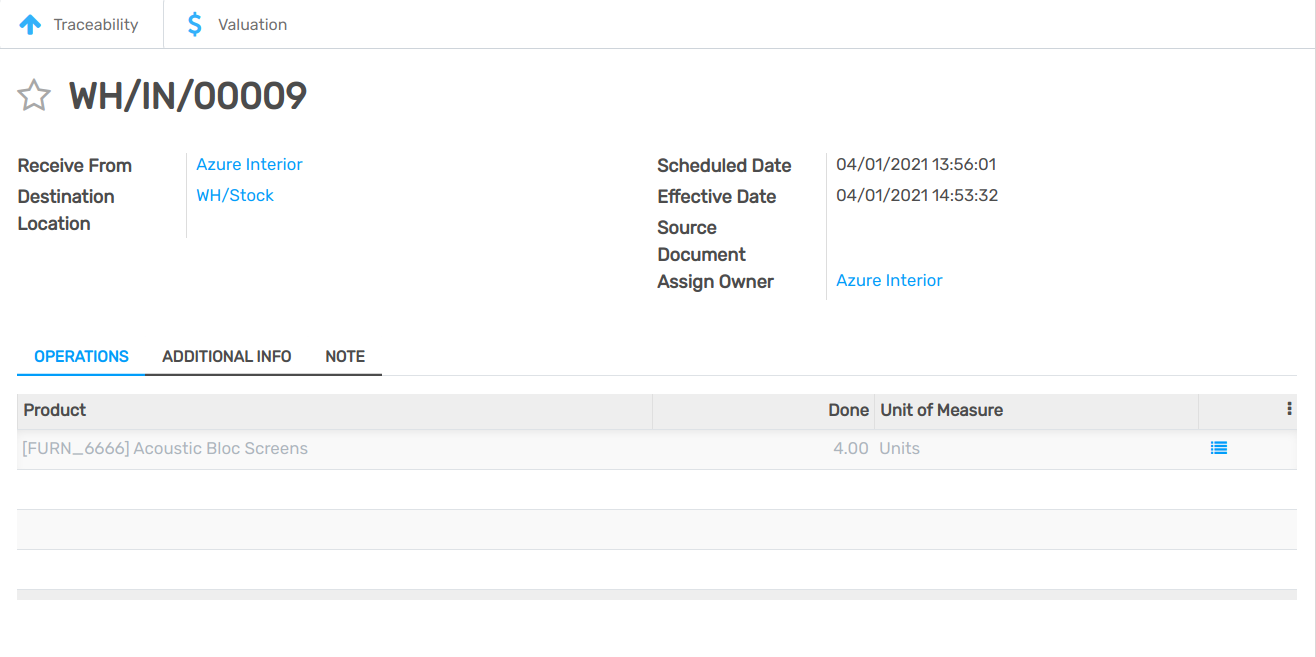 Traceability
Valuation
WH/IN/00009
Receive From
Azure Interior
Destination
Location
WH/Stock
Scheduled Date
04/01/2021 13:56:01
Effective Date
04/01/2021 14:53:32
Source
Document
Assign Owner
Azure Interior
OPERATIONS
ADDITIONAL INFO
NOTE
Product
Done
Unit of Measure
[FURN_6666] Acoustic Bloc Screens
4.00
Units